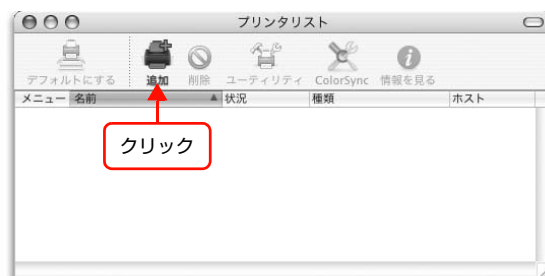 プリンタリスト
デフォルトにする 追加 削除 ユーティリティ ColorSync 情報を見る
メニュー 名前 状況 種類 ホスト
クリック